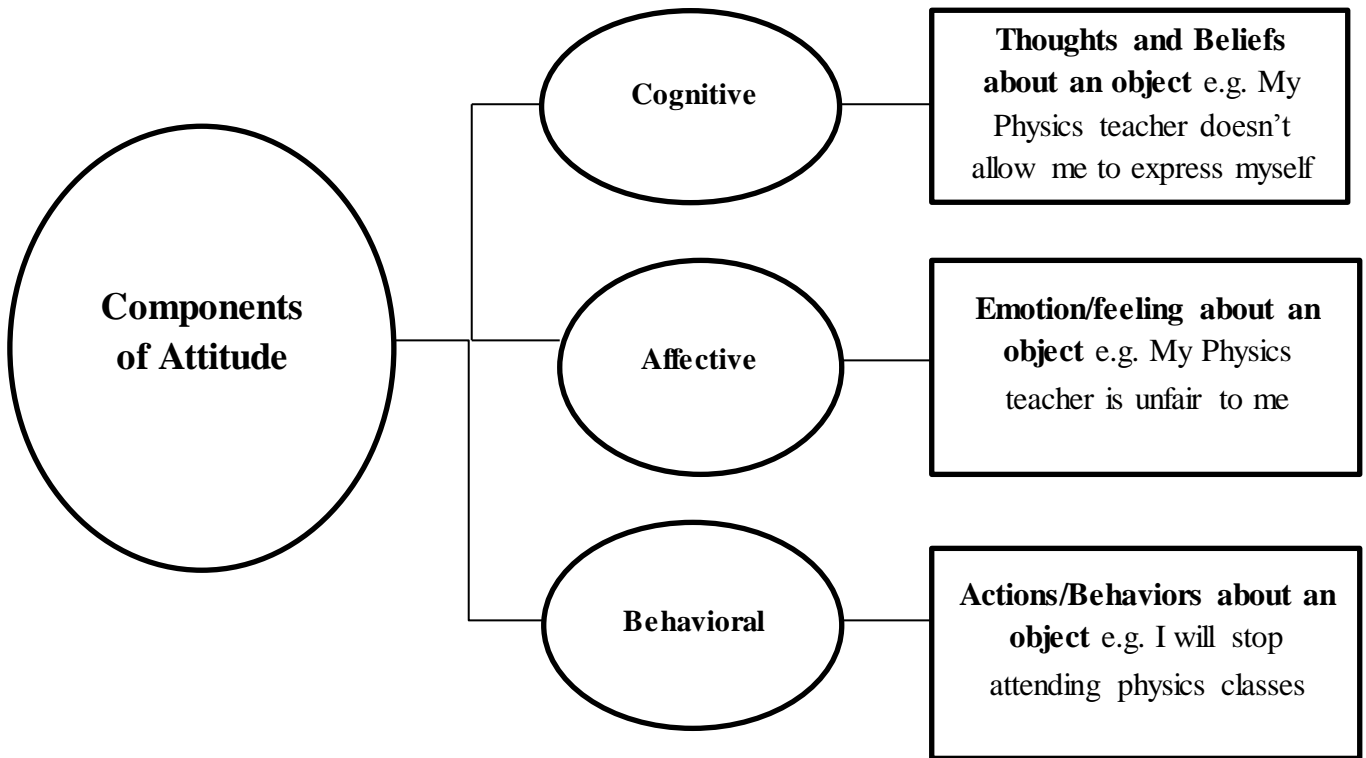 Components
of Attitude
Cognitive
Thoughts and Beliefs
about an object e.g. My
Physics teacher doesn’t
allow me to express myself
Affective
Emotion/feeling about an
object e.g. My Physics
teacher is unfair to me
Behavioral
Actions/Behaviors about an
object e.g. I will stop
attending physics classes